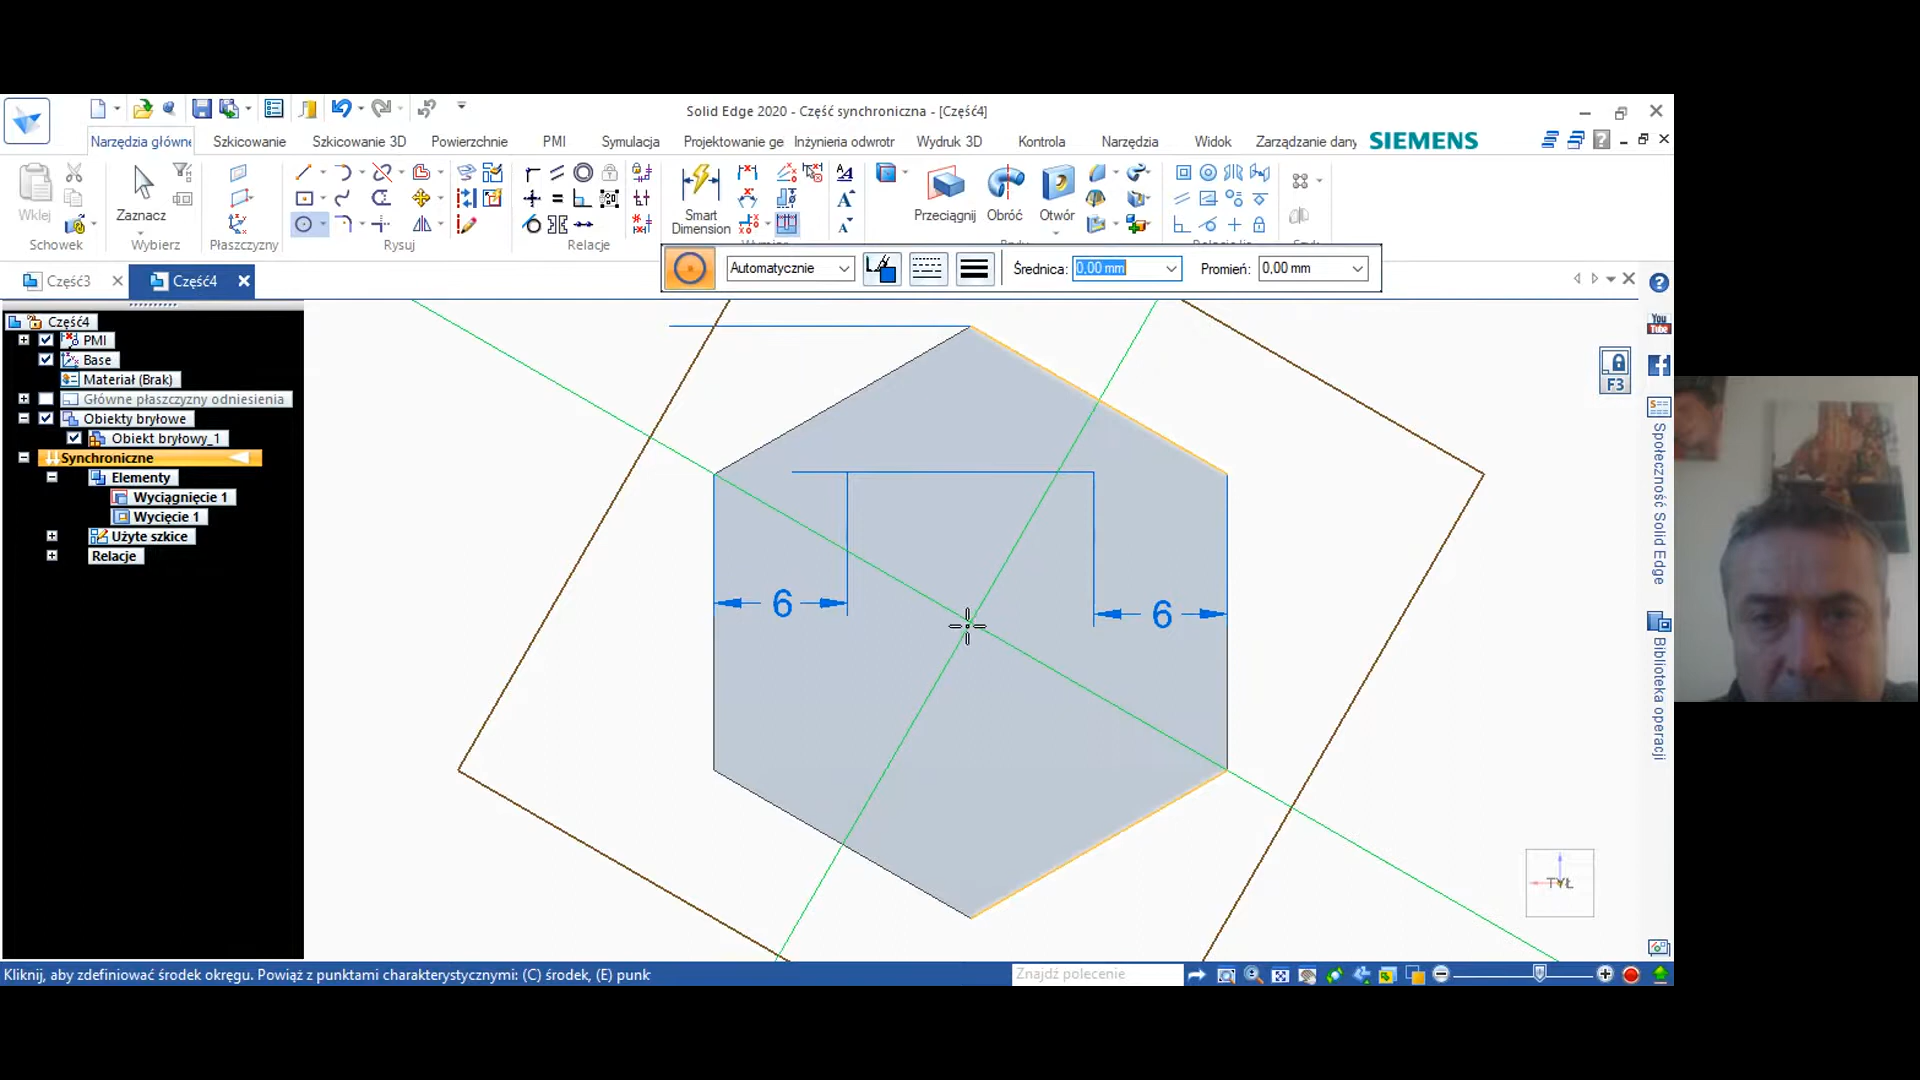 Solid Edge 2020 - Część synchroniczna - [Część4]
Narzędzia główne
Szkicowanie
Szkicowanie 3D
Powierzchnie
PMI
Symulacja
Projektowanie ge
Inżynieria odwrotr
Wydruk 3D
Kontrola
Narzędzia
Widok
Zarządzanie dany
SIEMENS
Wklej
Zaznacz
Smart
Dimension
Przeciągnij
Obróć
Otwór
Schowek
Wybierz
Płaszczyzny
Rysuj
Relacje
Część3
Część4
Automatycznie
Średnica:
0,00 mm
Promień:
0,00 mm
You
Tube
F3
Część4
PMI
Base
Materiał (Brak)
Główne płaszczyzny odniesienia
Obiekty bryłowe
Obiekt bryłowy_1
Synchroniczne
Elementy
Wyciągnięcie 1
Wycięcie 1
Użyte szkice
Relacje
6
6
Społeczność Solid Edge
Biblioteka operacji
TYŁ
Kliknij, aby zdefiniować środek okręgu. Powiąż z punktami charakterystycznymi: (C) środek, (E) punk
Znajdź polecenie